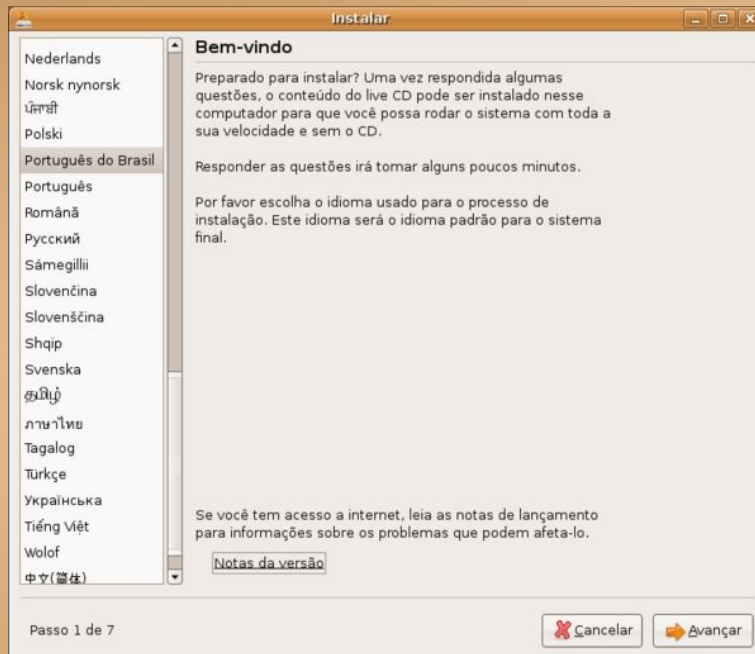 Instalar
Nederlands
Norsk nynorsk
ਪੰਜਾਬੀ
Polski
Português do Brasil
Português
Română
Русский
Sámegillii
Slovenčina
Slovenščina
Shqip
Svenska
தமிழ்
ภาษาไทย
Tagalog
Türkçe
Українська
Tiếng Việt
Wolof
中文(简体)
Bem-vindo
Preparado para instalar? Uma vez respondida algumas
questões, o conteúdo do live CD pode ser instalado nesse
computador para que você possa rodar o sistema com toda a
sua velocidade e sem o CD.
Responder as questões irá tomar alguns poucos minutos.
Por favor escolha o idioma usado para o processo de
instalação. Este idioma será o idioma padrão para o sistema
final.
Se você tem acesso a internet, leia as notas de lançamento
para informações sobre os problemas que podem afeta-lo.
Notas da versão
Passo 1 de 7
Cancelar
Avançar